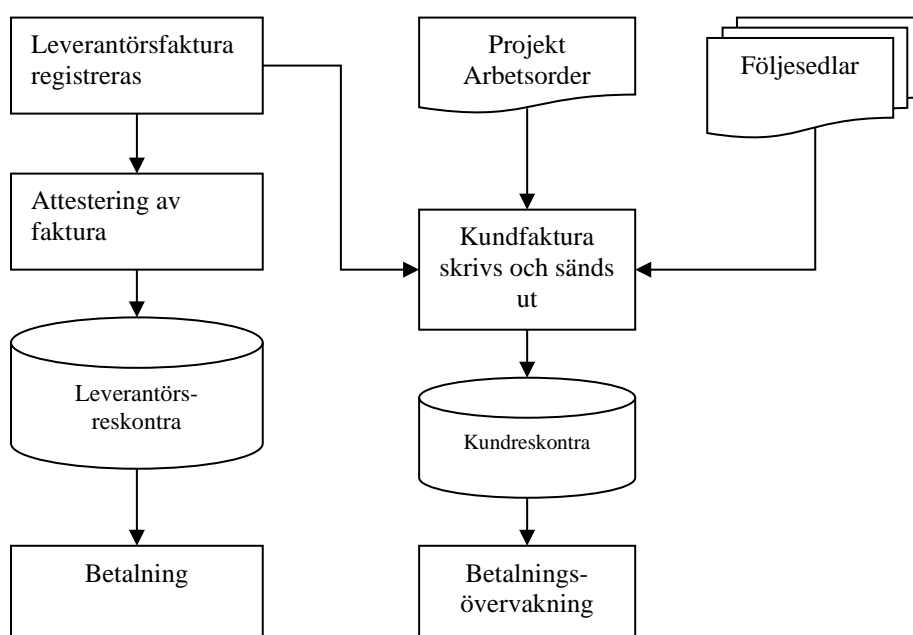 Leverantörsfaktura
registreras
Projekt
Arbetsorder
Följesedlar
Attestering av
faktura
Kundfaktura
skrivs och sänds
ut
Leverantörs-
reskontra
Kundreskontra
Betalning
Betalnings-
övervakning